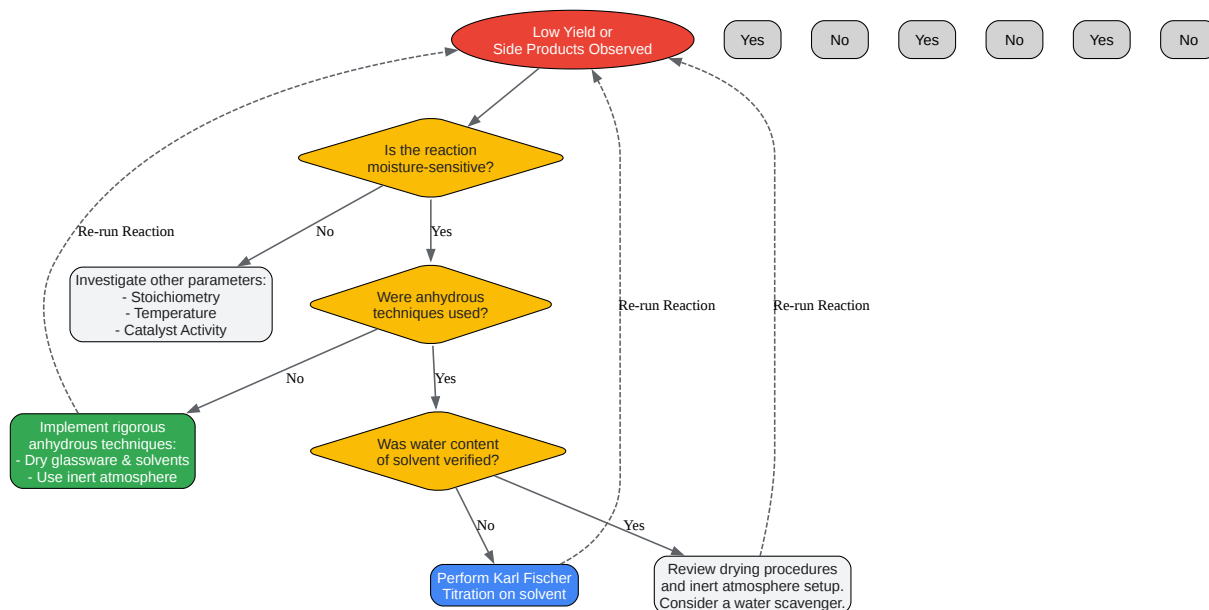 Low Yield or
Side Products Observed
Yes
No
Yes
No
Yes
No
Is the reaction
moisture-sensitive?
Re-run Reaction
No
Yes
Investigate other parameters:
- Stoichiometry
- Temperature
- Catalyst Activity
Were anhydrous
techniques used?
Re-run Reaction
Re-run Reaction
No
Yes
Implement rigorous
anhydrous techniques:
- Dry glassware & solvents
- Use inert atmosphere
Was water content
of solvent verified?
No
Yes
Perform Karl Fischer
Titration on solvent
Review drying procedures
and inert atmosphere setup.
Consider a water scavenger.